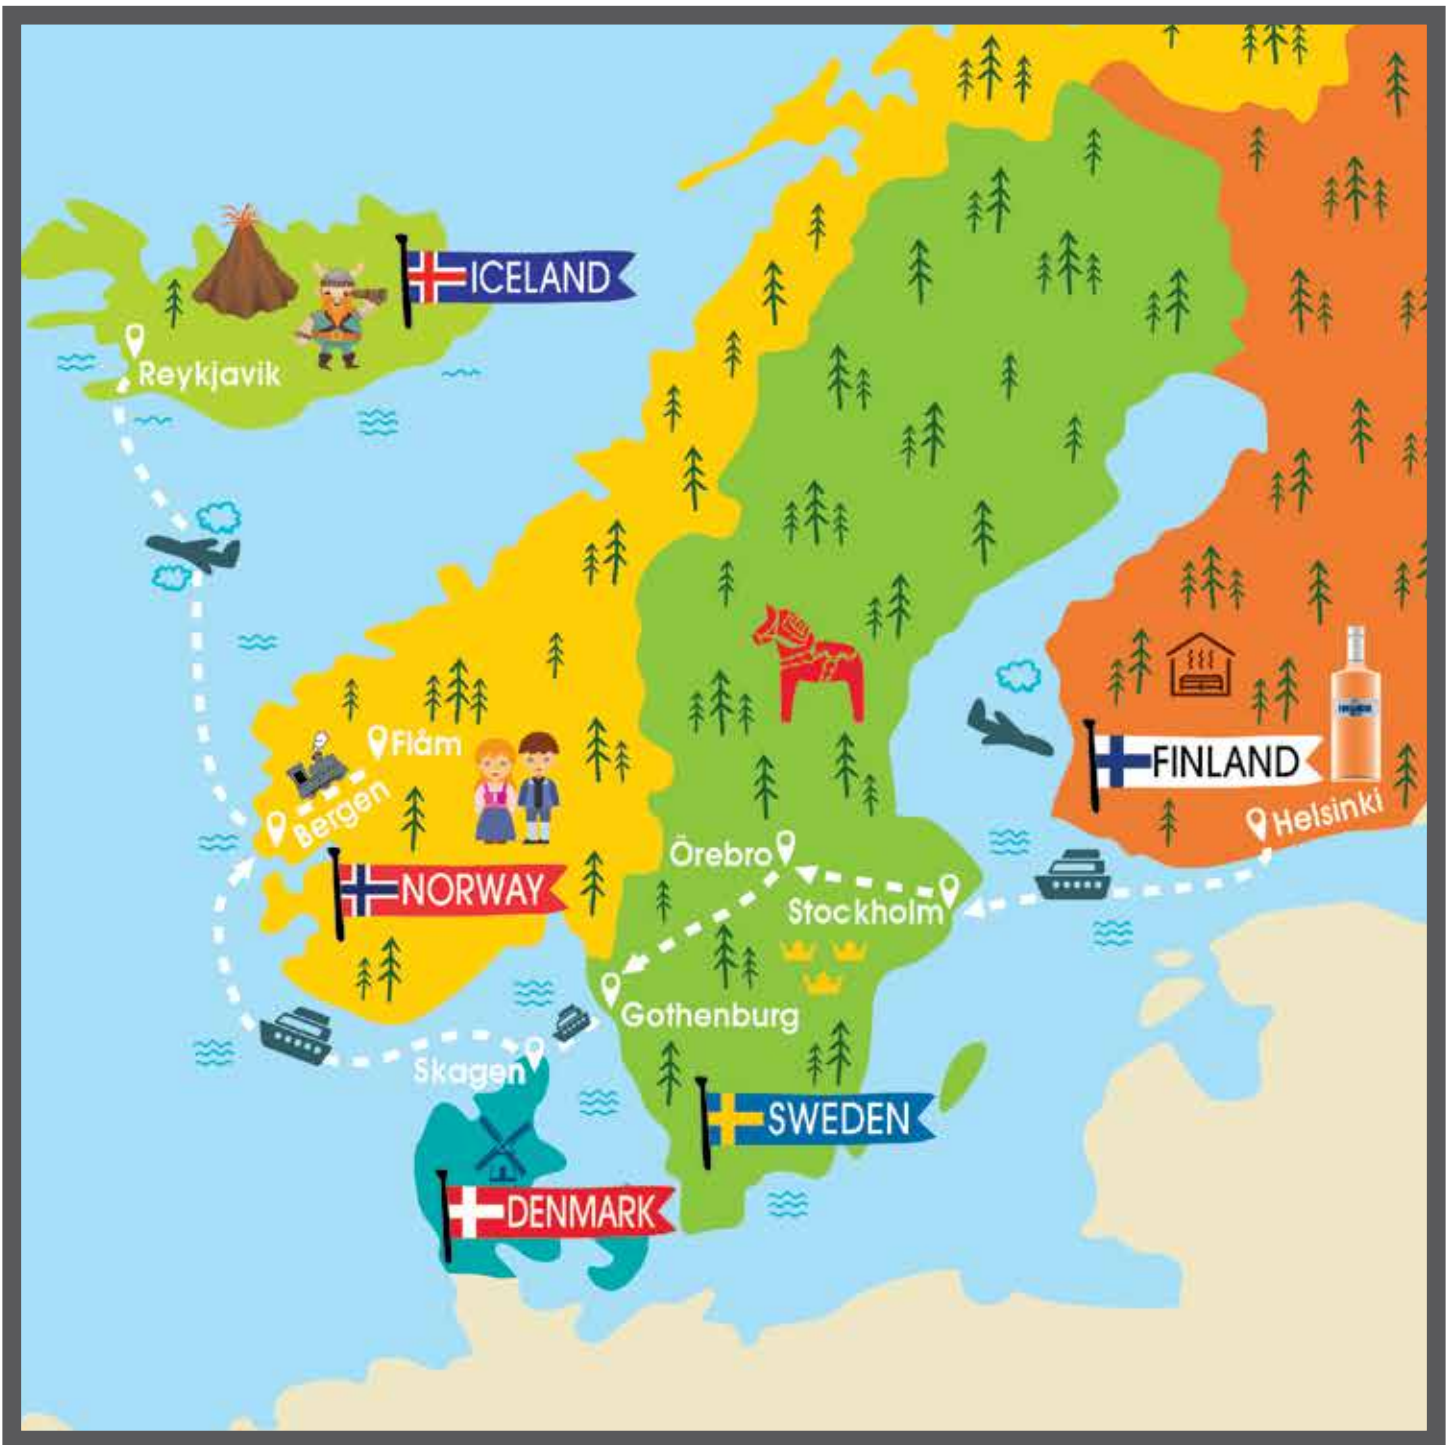 ICELAND
Reykjavik
Flåm
Bergen
FINLAND
Helsinki
Örebro
NORWAY
Stockholm
Gothenburg
Skagen
SWEDEN
DENMARK